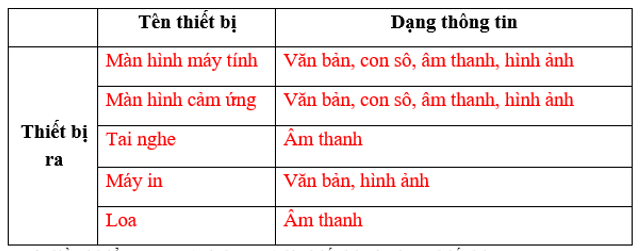 Tên thiết bị Dạng thông tin
Màn hình máy tính Văn bản, con sô, âm thanh, hình ảnh
Màn hình cảm ứng Văn bản, con sô, âm thanh, hình ảnh
Thiết bị ra
Tai nghe Âm thanh
Máy in Văn bản, hình ảnh
Loa Âm thanh